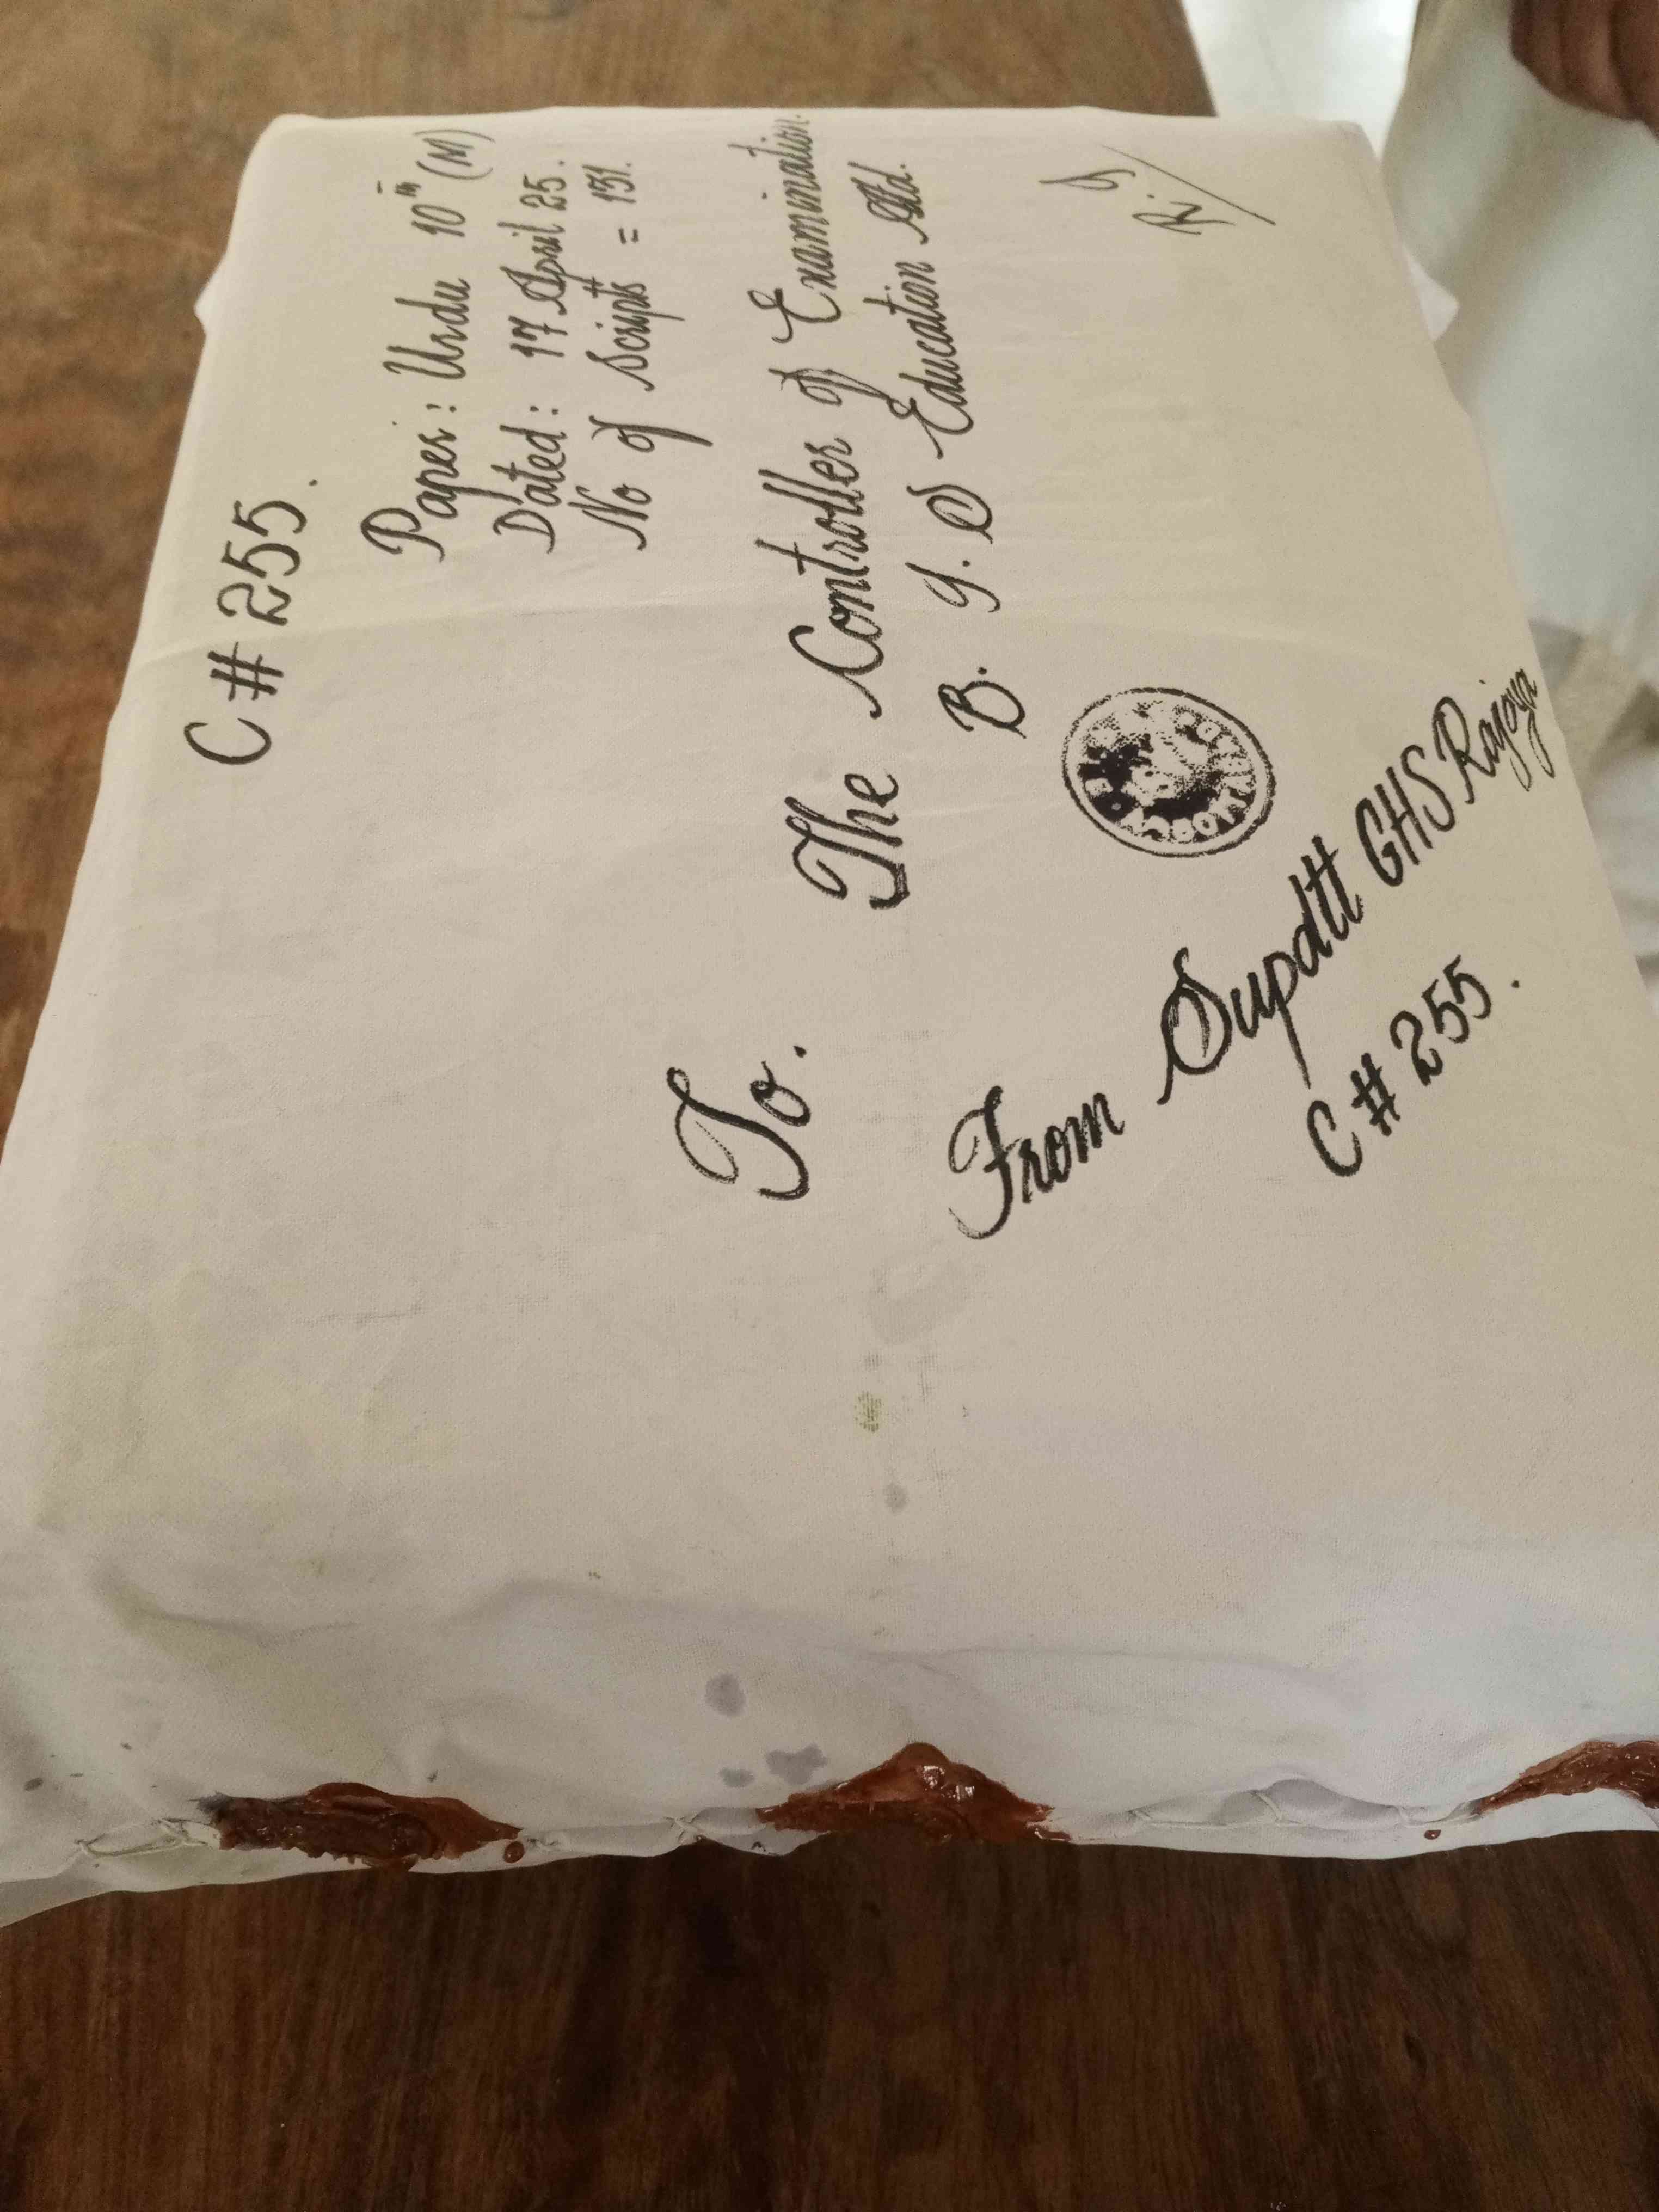 C # 255.
Paper: Urdu 10th (M)
Dated: 17 April 25.
No of Scripts = 131.
To.
The Controller of Examination.
B. I. S Education Atd.
From Supdtt GHS Rajoya
C # 255.